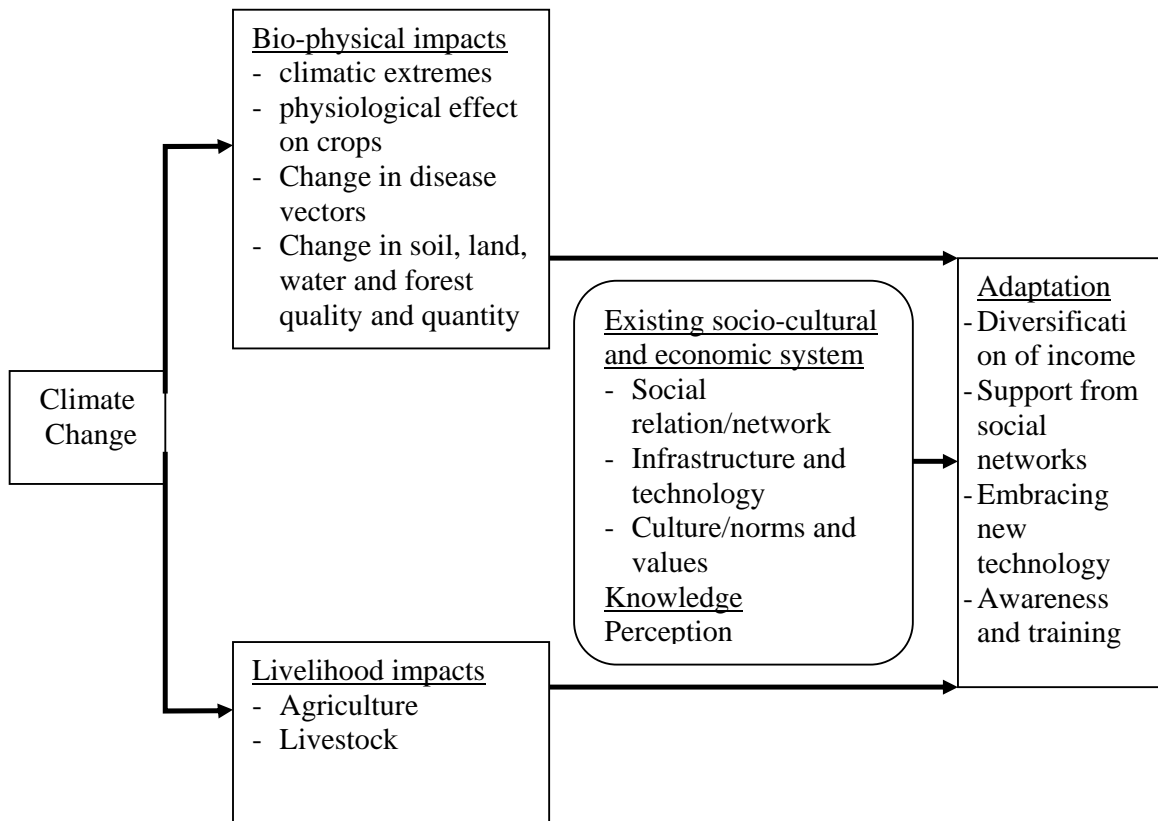 Bio-physical impacts
- climatic extremes
- physiological effect
on crops
- Change in disease
vectors
- Change in soil, land,
water and forest
quality and quantity
Climate
Change
Livelihood impacts
- Agriculture
- Livestock
Existing socio-cultural
and economic system
- Social
relation/network
- Infrastructure and
technology
- Culture/norms and
values
Knowledge
Perception
Adaptation
- Diversificati
on of income
- Support from
social
networks
- Embracing
new
technology
- Awareness
and training